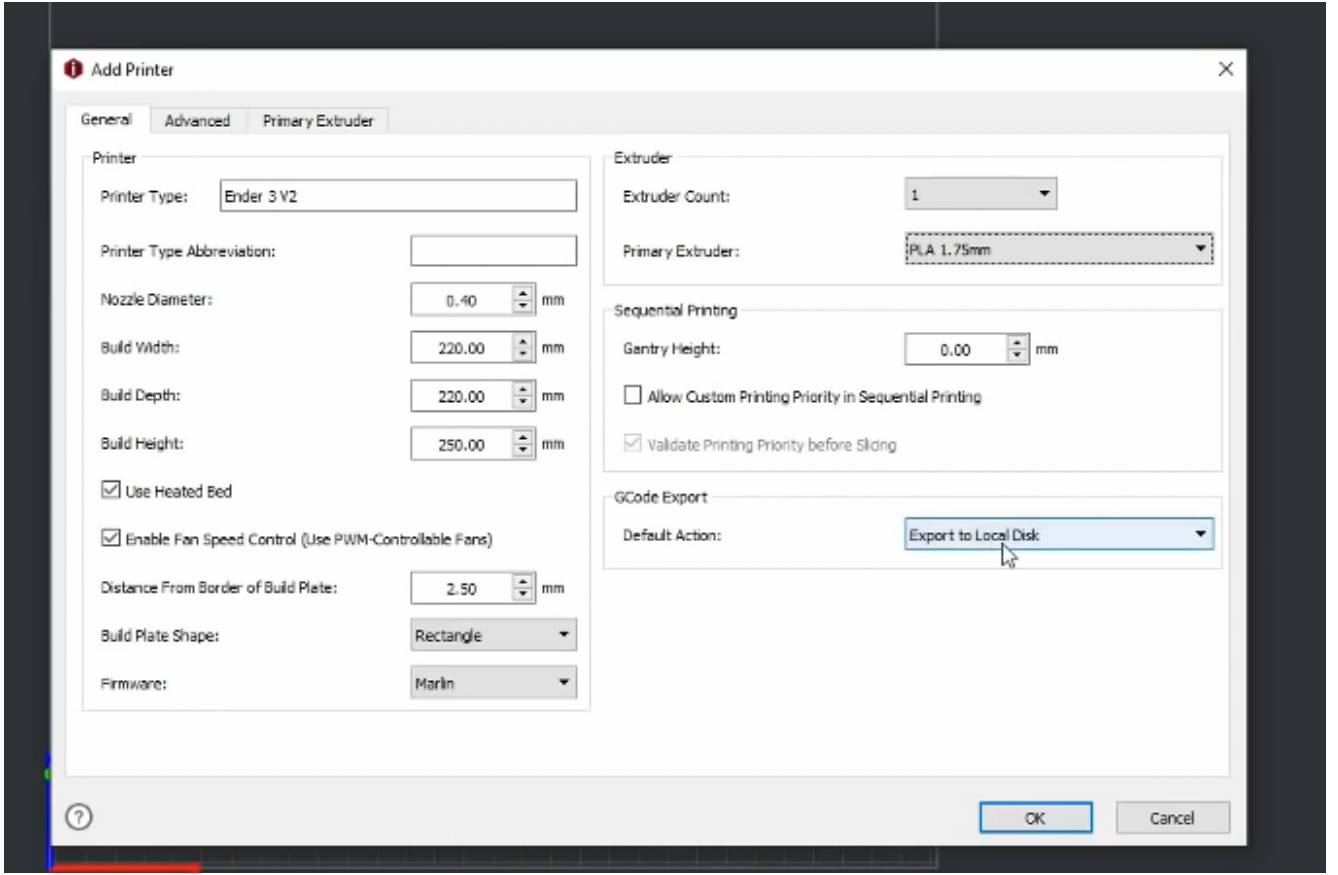 Add Printer
General Advanced Primary Extruder
Printer
Printer Type: Ender 3 V2
Printer Type Abbreviation:
Nozzle Diameter: 0.40 mm
Build Width: 220.00 mm
Build Depth: 220.00 mm
Build Height: 250.00 mm
Use Heated Bed
Enable Fan Speed Control (Use PWM-Controllable Fans)
Distance From Border of Build Plate: 2.50 mm
Build Plate Shape: Rectangle
Firmware: Marlin
Extruder
Extruder Count: 1
Primary Extruder: PLA 1.75mm
Sequential Printing
Gantry Height: 0.00 mm
Allow Custom Printing Priority in Sequential Printing
Validate Printing Priority before Slicing
GCode Export
Default Action: Export to Local Disk
? OK Cancel